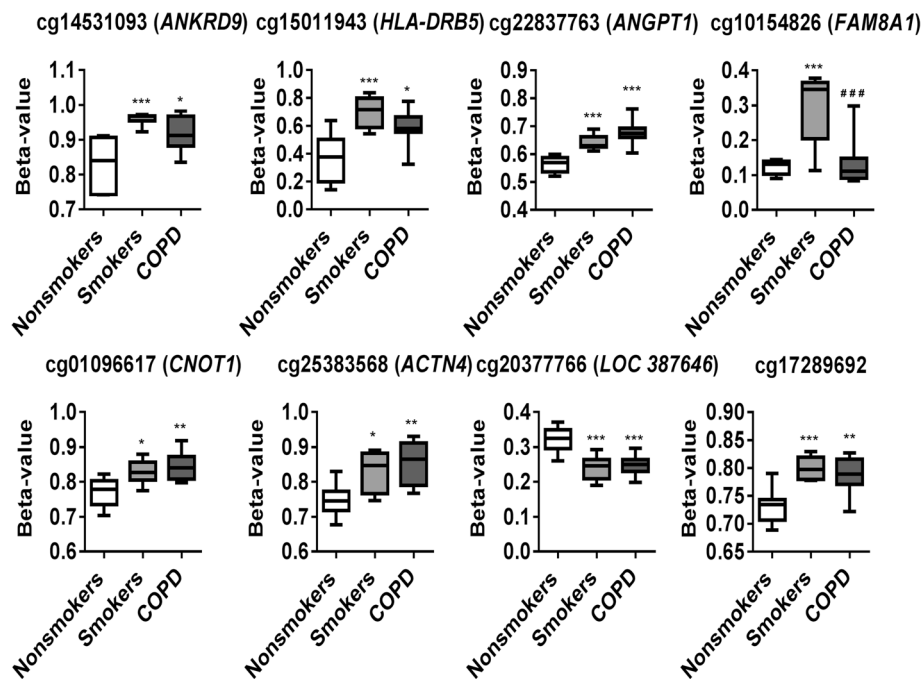 cg14531093 (ANKRD9) cg15011943 (HLA-DRB5) cg22837763 (ANGPT1) cg10154826 (FAM8A1)
Beta-value
1.1
1.0
0.9
0.8
0.7
***
*
Nonsmokers
Smokers
COPD
Beta-value
1.0
0.8
0.6
0.4
0.2
0.0
***
*
Nonsmokers
Smokers
COPD
Beta-value
0.9
0.8
0.7
0.6
0.5
0.4
***
***
Nonsmokers
Smokers
COPD
Beta-value
0.4
0.3
0.2
0.1
0.0
***
###
Nonsmokers
Smokers
COPD
cg01096617 (CNOT1) cg25383568 (ACTN4) cg20377766 (LOC 387646) cg17289692
Beta-value
1.0
0.9
0.8
0.7
0.6
*
**
Nonsmokers
Smokers
COPD
Beta-value
1.0
0.9
0.8
0.7
0.6
*
**
Nonsmokers
Smokers
COPD
Beta-value
0.4
0.3
0.2
0.1
0.0
***
***
Nonsmokers
Smokers
COPD
Beta-value
0.90
0.85
0.80
0.75
0.70
0.65
***
**
Nonsmokers
Smokers
COPD